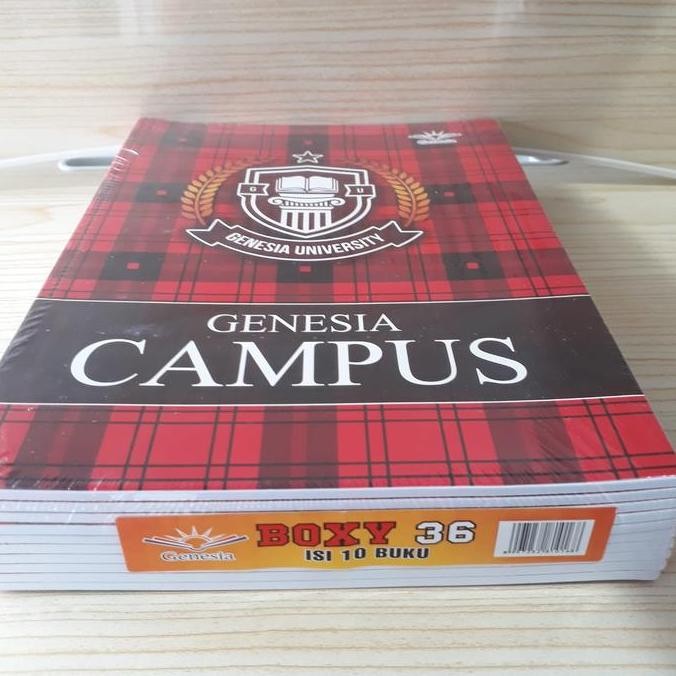 G U
GENESIA UNIVERSITY
GENESIA
CAMPUS
Genesia
BOXY 36
ISI 10 BUKU